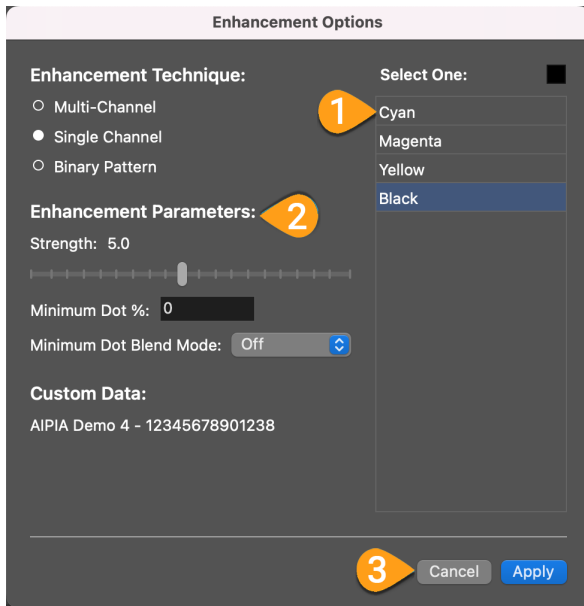 Enhancement Options
Enhancement Technique:
Multi-Channel
Single Channel
Binary Pattern
Enhancement Parameters:
2
Strength: 5.0
Minimum Dot %: 0
Minimum Dot Blend Mode: Off
Custom Data:
AIPIA Demo 4 - 12345678901238
Select One:
1
Cyan
Magenta
Yellow
Black
3
Cancel
Apply